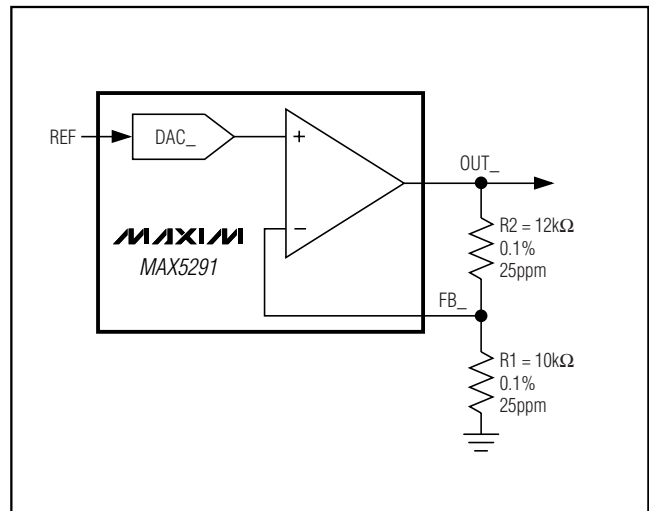 REF
DAC_
+
OUT_
−
R2 = 12kΩ
0.1%
25ppm
MAXIM
MAX5291
FB_
R1 = 10kΩ
0.1%
25ppm